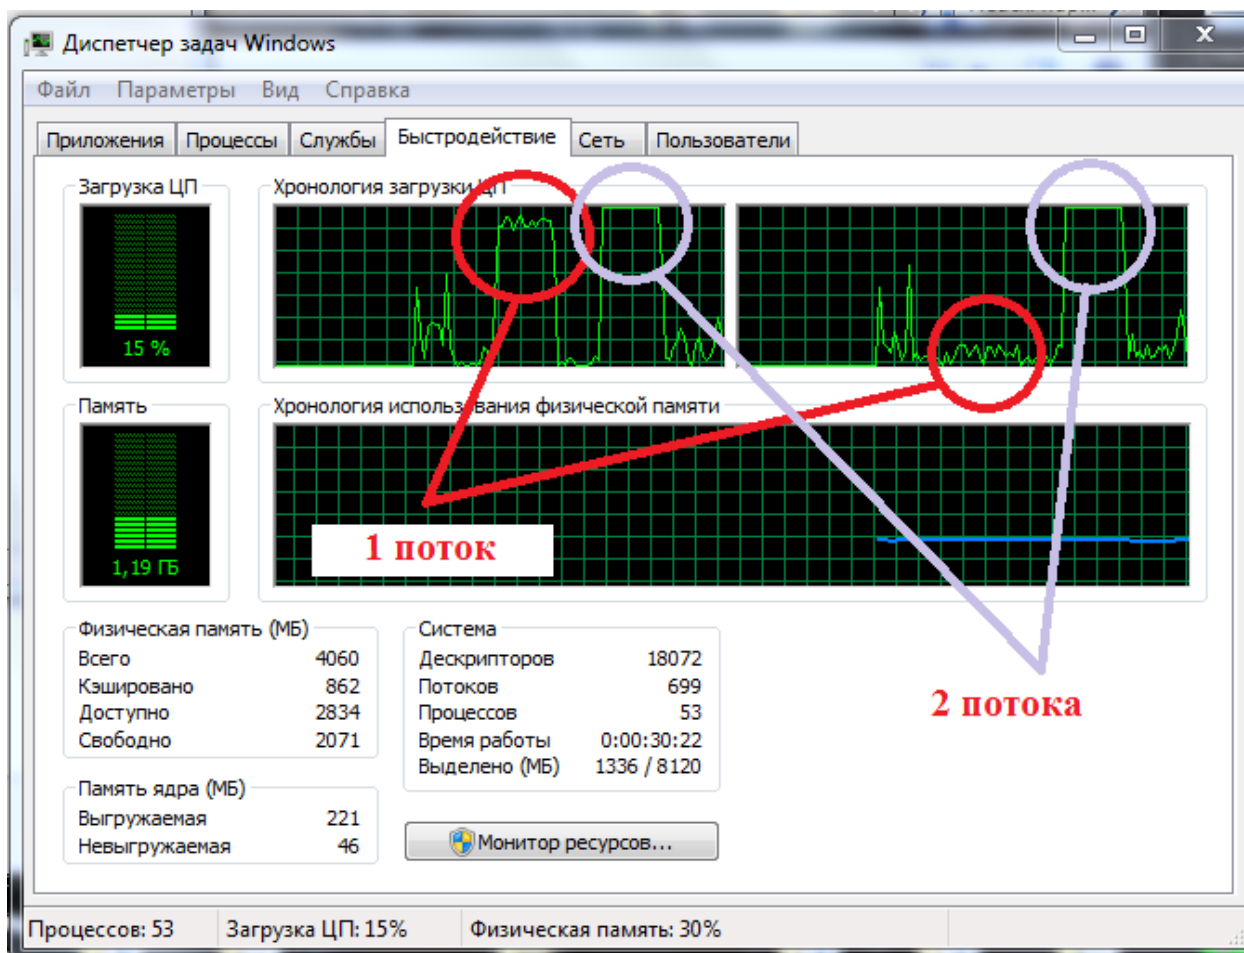 Диспетчер задач Windows
Файл Параметры Вид Справка
Приложения Процессы Службы Быстродействие Сеть Пользователи
Загрузка ЦП
Хронология загрузки ЦП
15 %
Память
Хронология использования физической памяти
1,19 ГБ
1 поток
2 потока
Физическая память (МБ)
Всего 4060
Кэшировано 862
Доступно 2834
Свободно 2071
Система
Дескрипторов 18072
Потоков 699
Процессов 53
Время работы 0:00:30:22
Выделено (МБ) 1336 / 8120
Память ядра (МБ)
Выгружаемая 221
Невыгружаемая 46
Монитор ресурсов...
Процессов: 53 Загрузка ЦП: 15% Физическая память: 30%